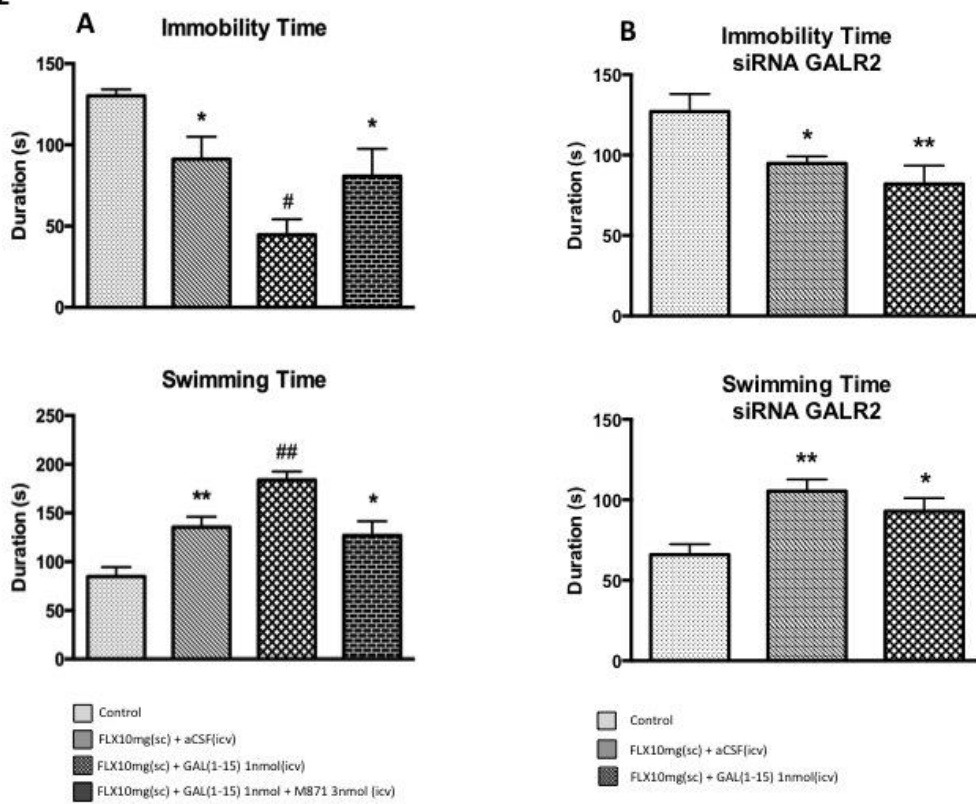 A
Immobility Time
Duration (s)
150
100
50
0
*
#
*
Swimming Time
Duration (s)
250
200
150
100
50
0
**
##
*
Control
FLX10mg(sc) + aCSF(icv)
FLX10mg(sc) + GAL(1-15) 1nmol(icv)
FLX10mg(sc) + GAL(1-15) 1nmol + M871 3nmol (icv)
B
Immobility Time
siRNA GALR2
Duration (s)
150
100
50
0
*
**
Swimming Time
siRNA GALR2
Duration (s)
150
100
50
0
**
*
Control
FLX10mg(sc) + aCSF(icv)
FLX10mg(sc) + GAL(1-15) 1nmol(icv)